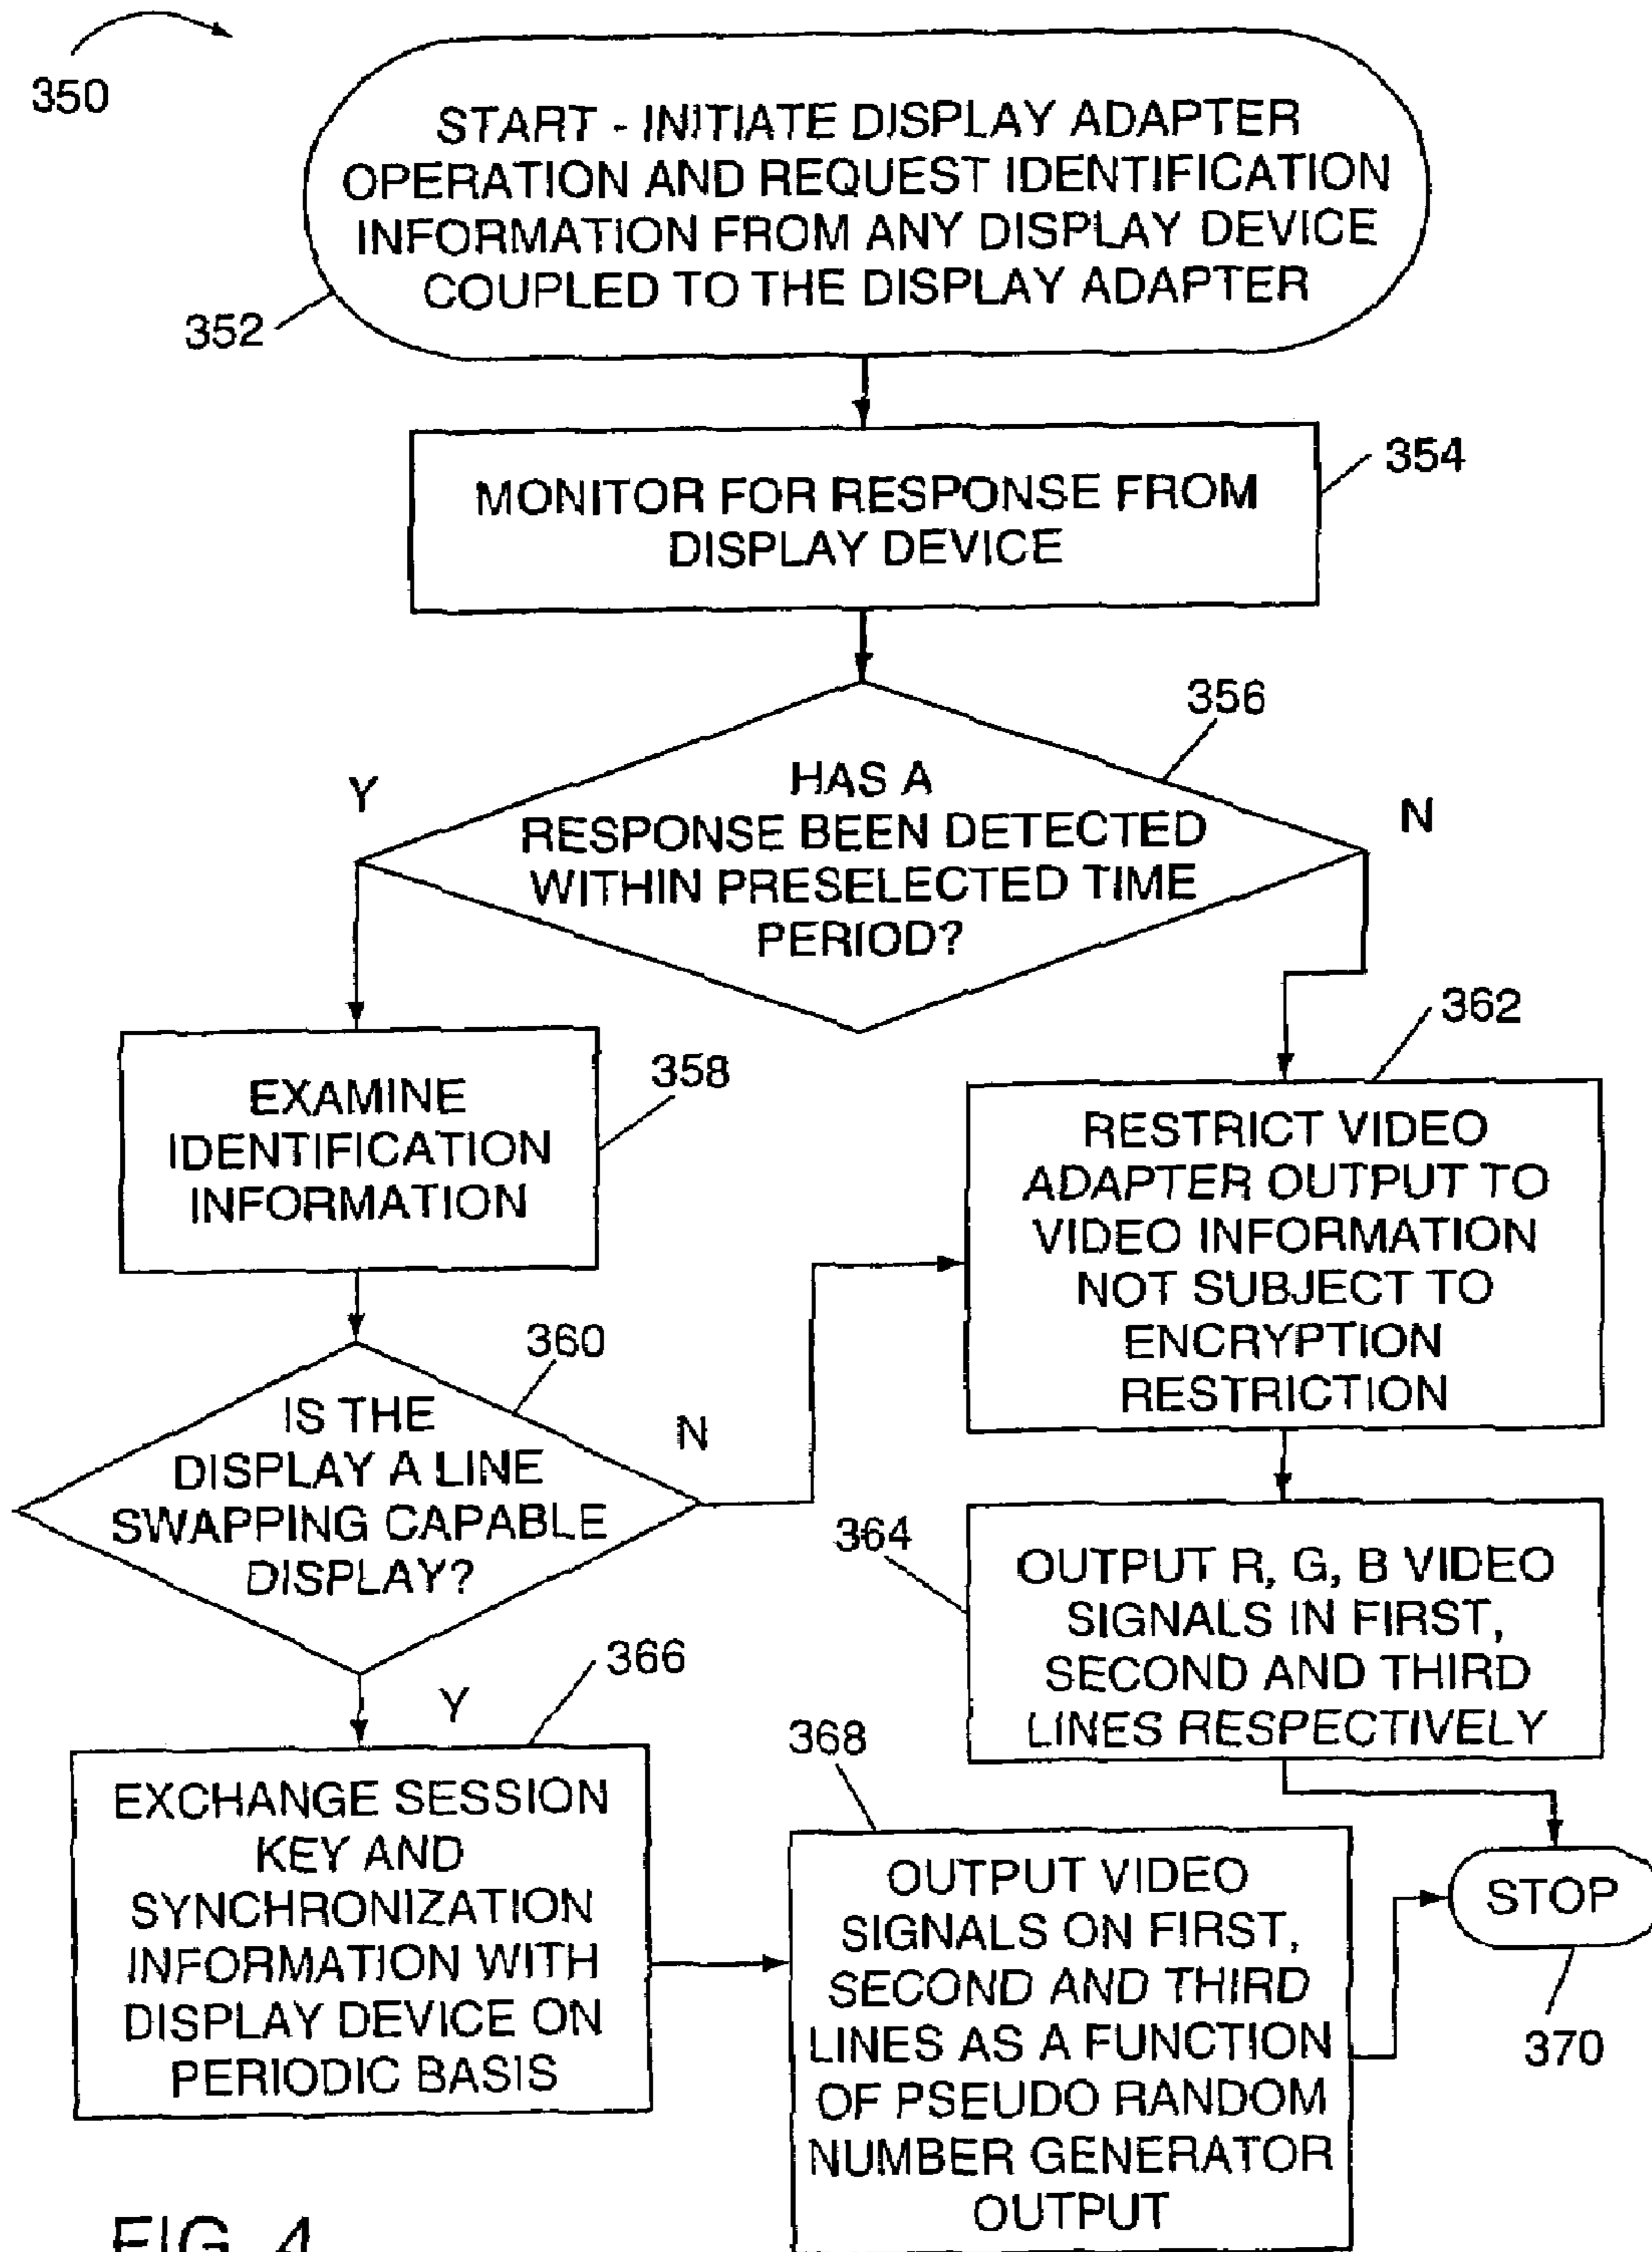 350
START - INITIATE DISPLAY ADAPTER
OPERATION AND REQUEST IDENTIFICATION
INFORMATION FROM ANY DISPLAY DEVICE
COUPLED TO THE DISPLAY ADAPTER
352
354
MONITOR FOR RESPONSE FROM
DISPLAY DEVICE
356
Y
HAS A
RESPONSE BEEN DETECTED
WITHIN PRESELECTED TIME
PERIOD?
N
358
EXAMINE
IDENTIFICATION
INFORMATION
362
RESTRICT VIDEO
ADAPTER OUTPUT TO
VIDEO INFORMATION
NOT SUBJECT TO
ENCRYPTION
RESTRICTION
360
IS THE
DISPLAY A LINE
SWAPPING CAPABLE
DISPLAY?
N
Y
364
OUTPUT R, G, B VIDEO
SIGNALS IN FIRST,
SECOND AND THIRD
LINES RESPECTIVELY
366
EXCHANGE SESSION
KEY AND
SYNCHRONIZATION
INFORMATION WITH
DISPLAY DEVICE ON
PERIODIC BASIS
368
OUTPUT VIDEO
SIGNALS ON FIRST,
SECOND AND THIRD
LINES AS A FUNCTION
OF PSEUDO RANDOM
NUMBER GENERATOR
OUTPUT
STOP
370
FIG. 4